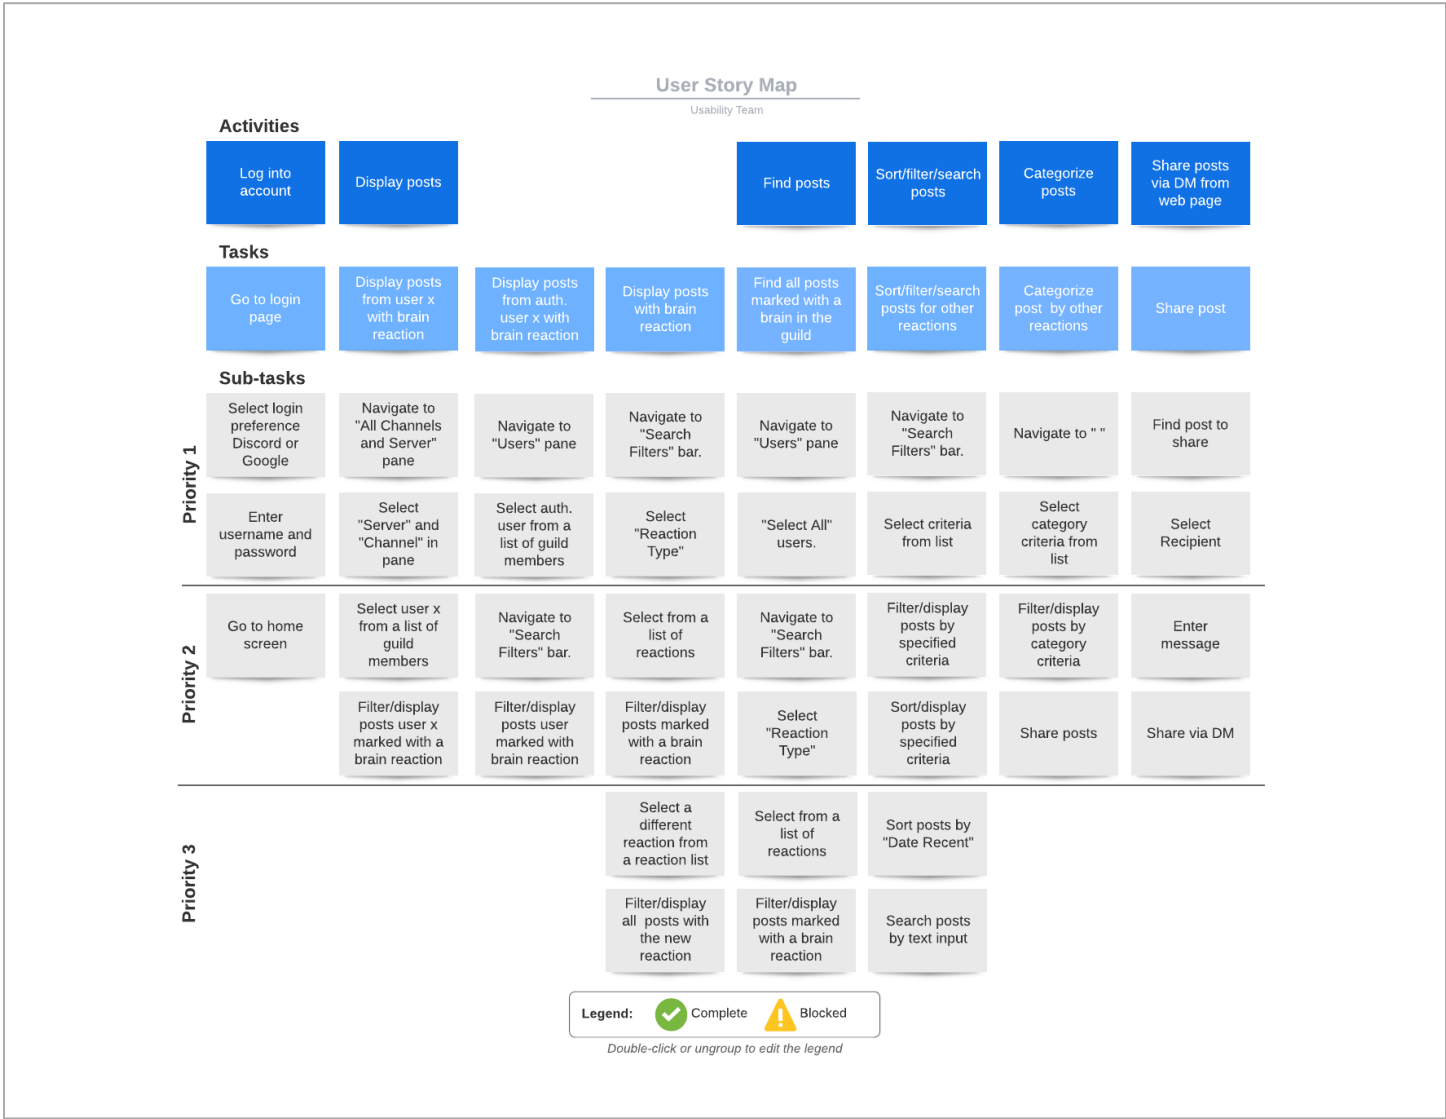 User Story Map
Usability Team
Activities
Log into
account
Display posts
Find posts
Sort/filter/search
posts
Categorize
posts
Share posts
via DM from
web page
Tasks
Go to login
page
Display posts
from user x
with brain
reaction
Display posts
from auth.
user x with
brain reaction
Display posts
with brain
reaction
Find all posts
marked with a
brain in the
guild
Sort/filter/search
posts for other
reactions
Categorize
post  by other
reactions
Share post
Sub-tasks
Priority 1
Select login
preference
Discord or
Google
Navigate to
"All Channels
and Server"
pane
Navigate to
"Users" pane
Navigate to
"Search
Filters" bar.
Navigate to
"Users" pane
Navigate to
"Search
Filters" bar.
Navigate to " "
Find post to
share
Enter
username and
password
Select
"Server" and
"Channel" in
pane
Select auth.
user from a
list of guild
members
Select
"Reaction
Type"
"Select All"
users.
Select criteria
from list
Select
category
criteria from
list
Select
Recipient
Priority 2
Go to home
screen
Select user x
from a list of
guild
members
Navigate to
"Search
Filters" bar.
Select from a
list of
reactions
Navigate to
"Search
Filters" bar.
Filter/display
posts by
specified
criteria
Filter/display
posts by
category
criteria
Enter
message
Filter/display
posts user x
marked with a
brain reaction
Filter/display
posts user
marked with
brain reaction
Filter/display
posts marked
with a brain
reaction
Select
"Reaction
Type"
Sort/display
posts by
specified
criteria
Share posts
Share via DM
Priority 3
Select a
different
reaction from
a reaction list
Select from a
list of
reactions
Sort posts by
"Date Recent"
Filter/display
all  posts with
the new
reaction
Filter/display
posts marked
with a brain
reaction
Search posts
by text input
Legend:
Complete
Blocked
Double-click or ungroup to edit the legend